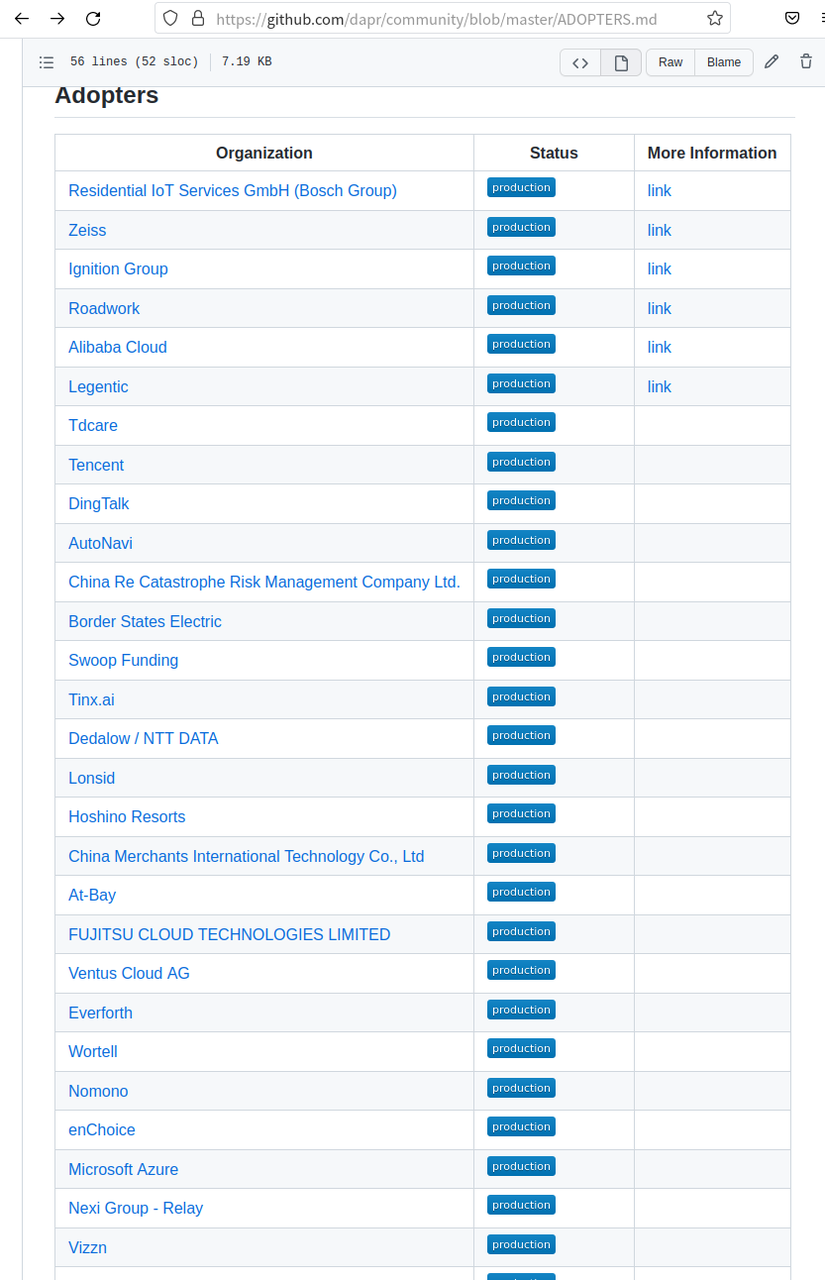 https://github.com/dapr/community/blob/master/ADOPTERS.md
56 lines (52 sloc) 7.19 KB Raw Blame
Adopters
Organization Status More Information
Residential IoT Services GmbH (Bosch Group) production link
Zeiss production link
Ignition Group production link
Roadwork production link
Alibaba Cloud production link
Legentic production link
Tdcare production
Tencent production
DingTalk production
AutoNavi production
China Re Catastrophe Risk Management Company Ltd. production
Border States Electric production
Swoop Funding production
Tinx.ai production
Dedalow / NTT DATA production
Lonsid production
Hoshino Resorts production
China Merchants International Technology Co., Ltd production
At-Bay production
FUJITSU CLOUD TECHNOLOGIES LIMITED production
Ventus Cloud AG production
Everforth production
Wortell production
Nomono production
enChoice production
Microsoft Azure production
Nexi Group - Relay production
Vizzn production